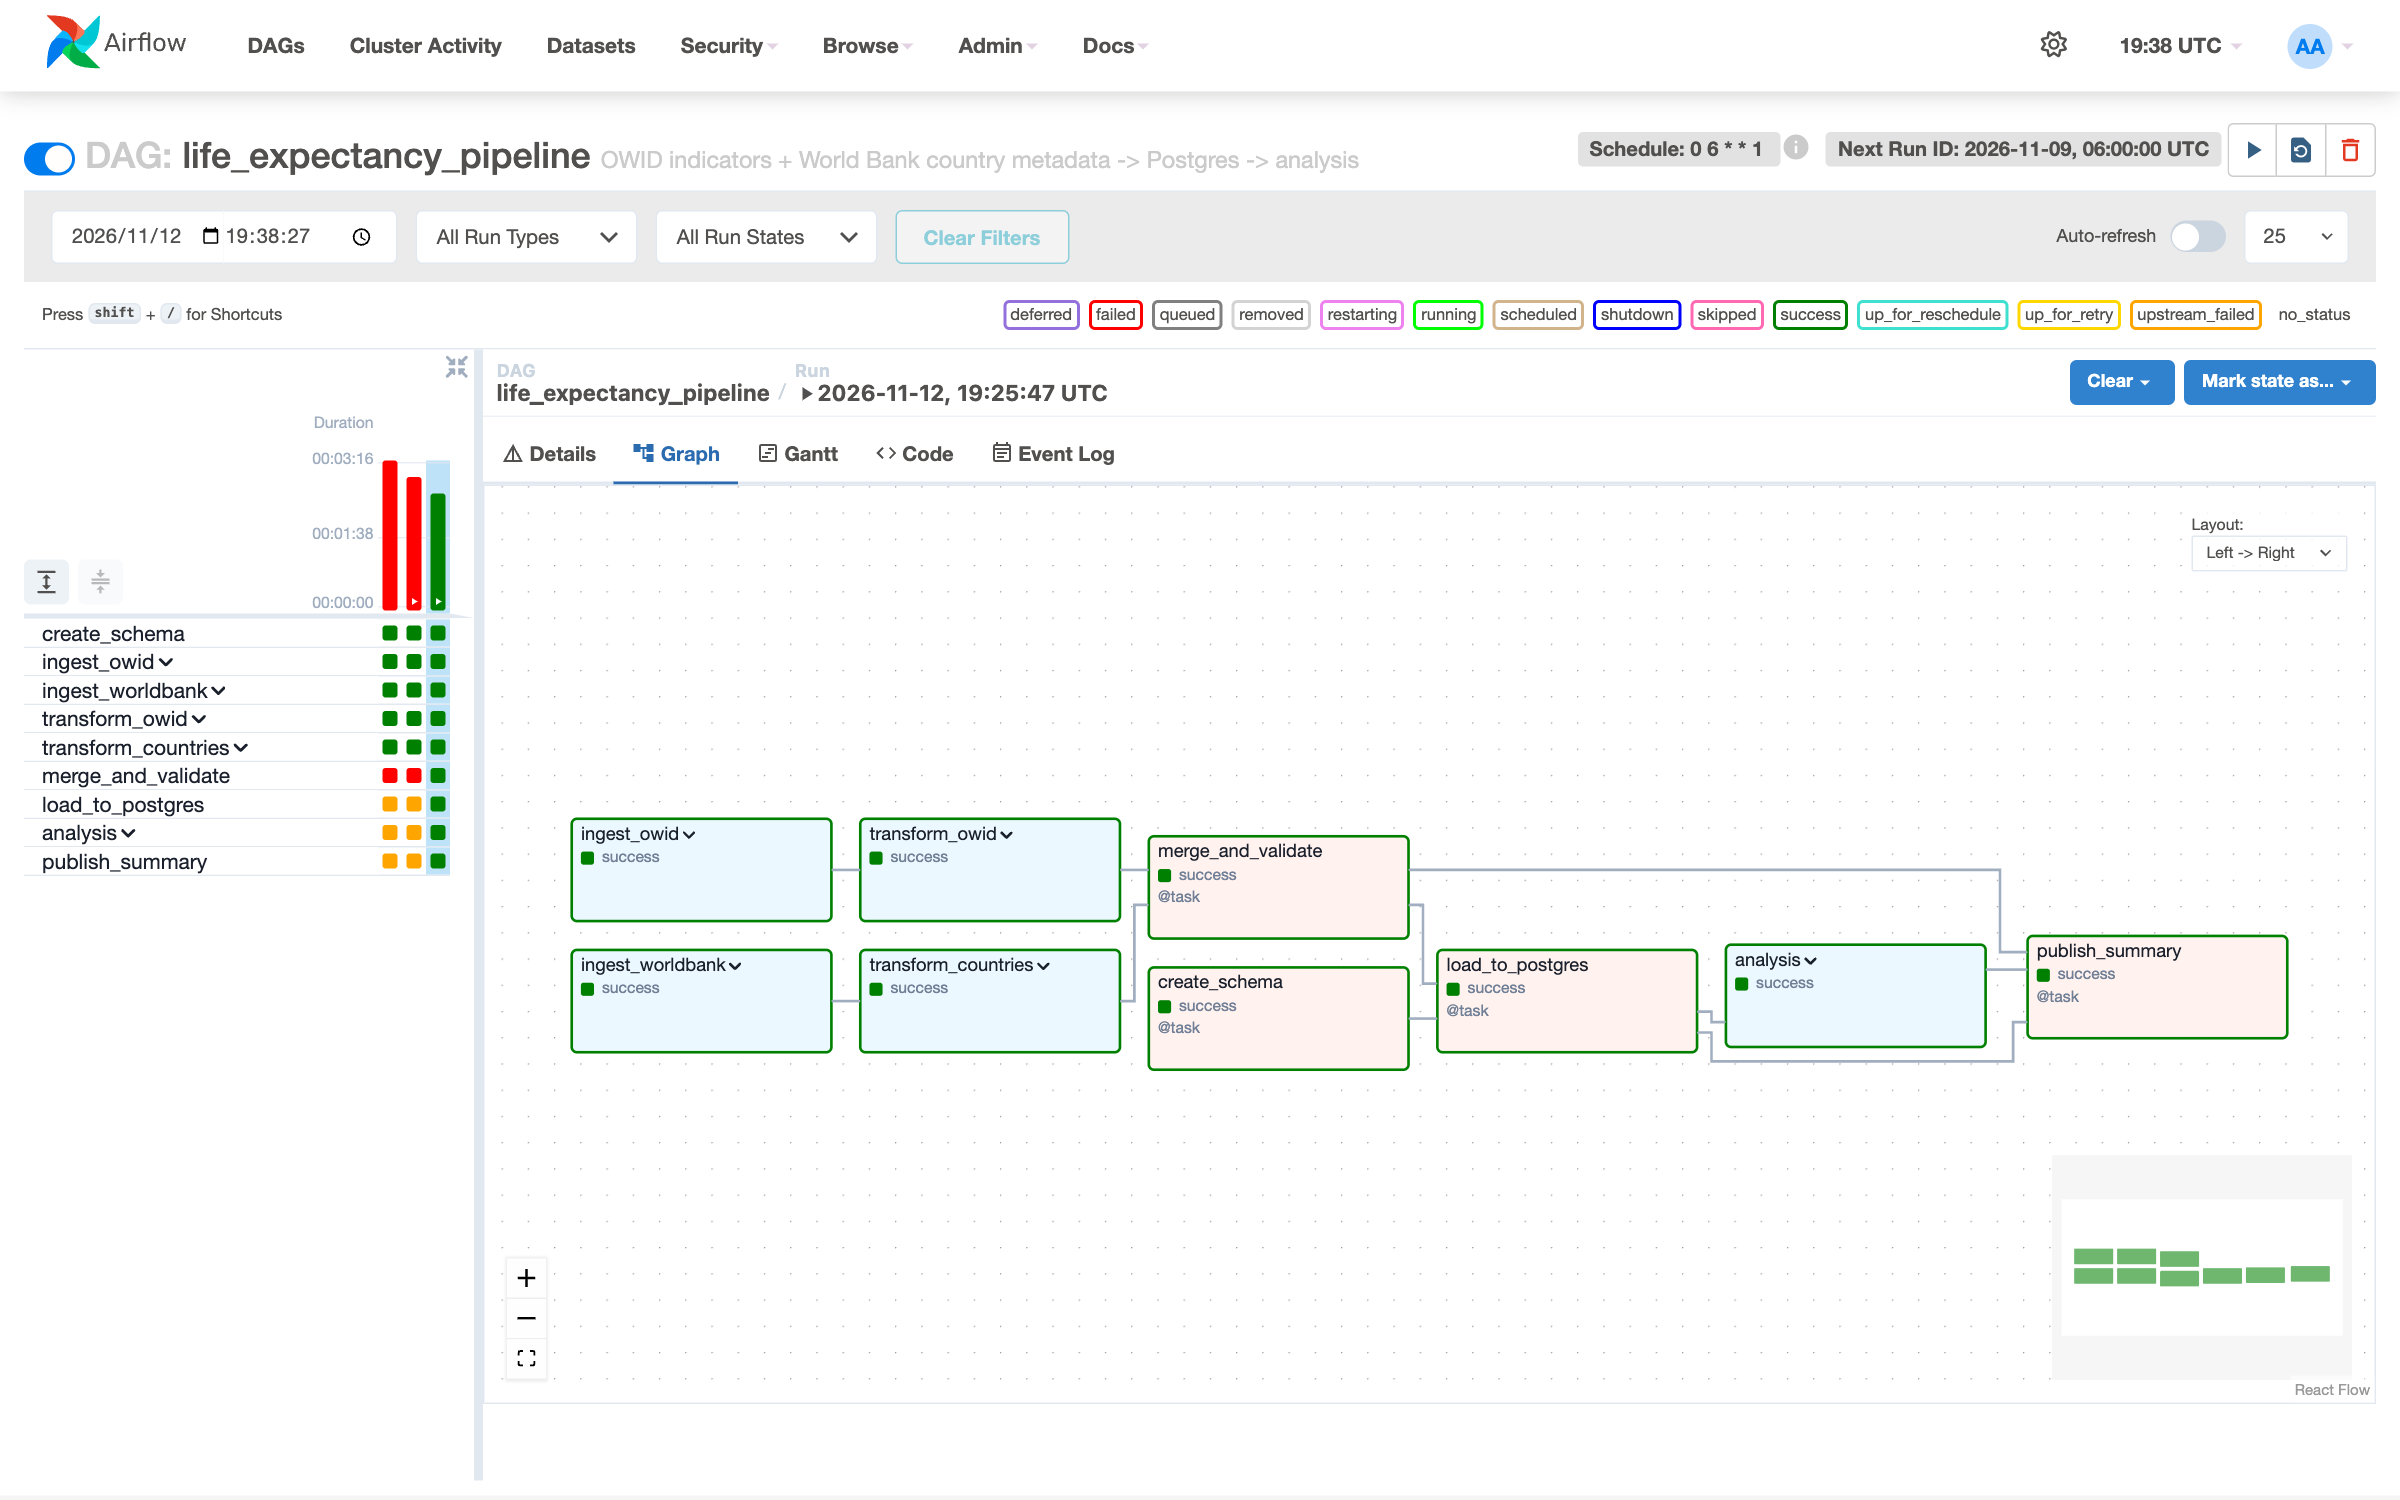 Airflow DAGs Cluster Activity Datasets Security Browse Admin Docs 19:38 UTC AA
DAG: life_expectancy_pipeline OWID indicators + World Bank country metadata -> Postgres -> analysis Schedule: 0 6 * * 1 i Next Run ID: 2026-11-09, 06:00:00 UTC
2026/11/12 19:38:27 All Run Types All Run States Clear Filters Auto-refresh 25
Press shift + / for Shortcuts deferred failed queued removed restarting running scheduled shutdown skipped success up_for_reschedule up_for_retry upstream_failed no_status
DAG Run
life_expectancy_pipeline / 2026-11-12, 19:25:47 UTC Clear Mark state as...
Details Graph Gantt Code Event Log
Duration
00:03:16
00:01:38
00:00:00
create_schema
ingest_owid
ingest_worldbank
transform_owid
transform_countries
merge_and_validate
load_to_postgres
analysis
publish_summary
Layout:
Left -> Right
ingest_owid
success
transform_owid
success
merge_and_validate
success
@task
ingest_worldbank
success
transform_countries
success
create_schema
success
@task
load_to_postgres
success
@task
analysis
success
publish_summary
success
@task
React Flow